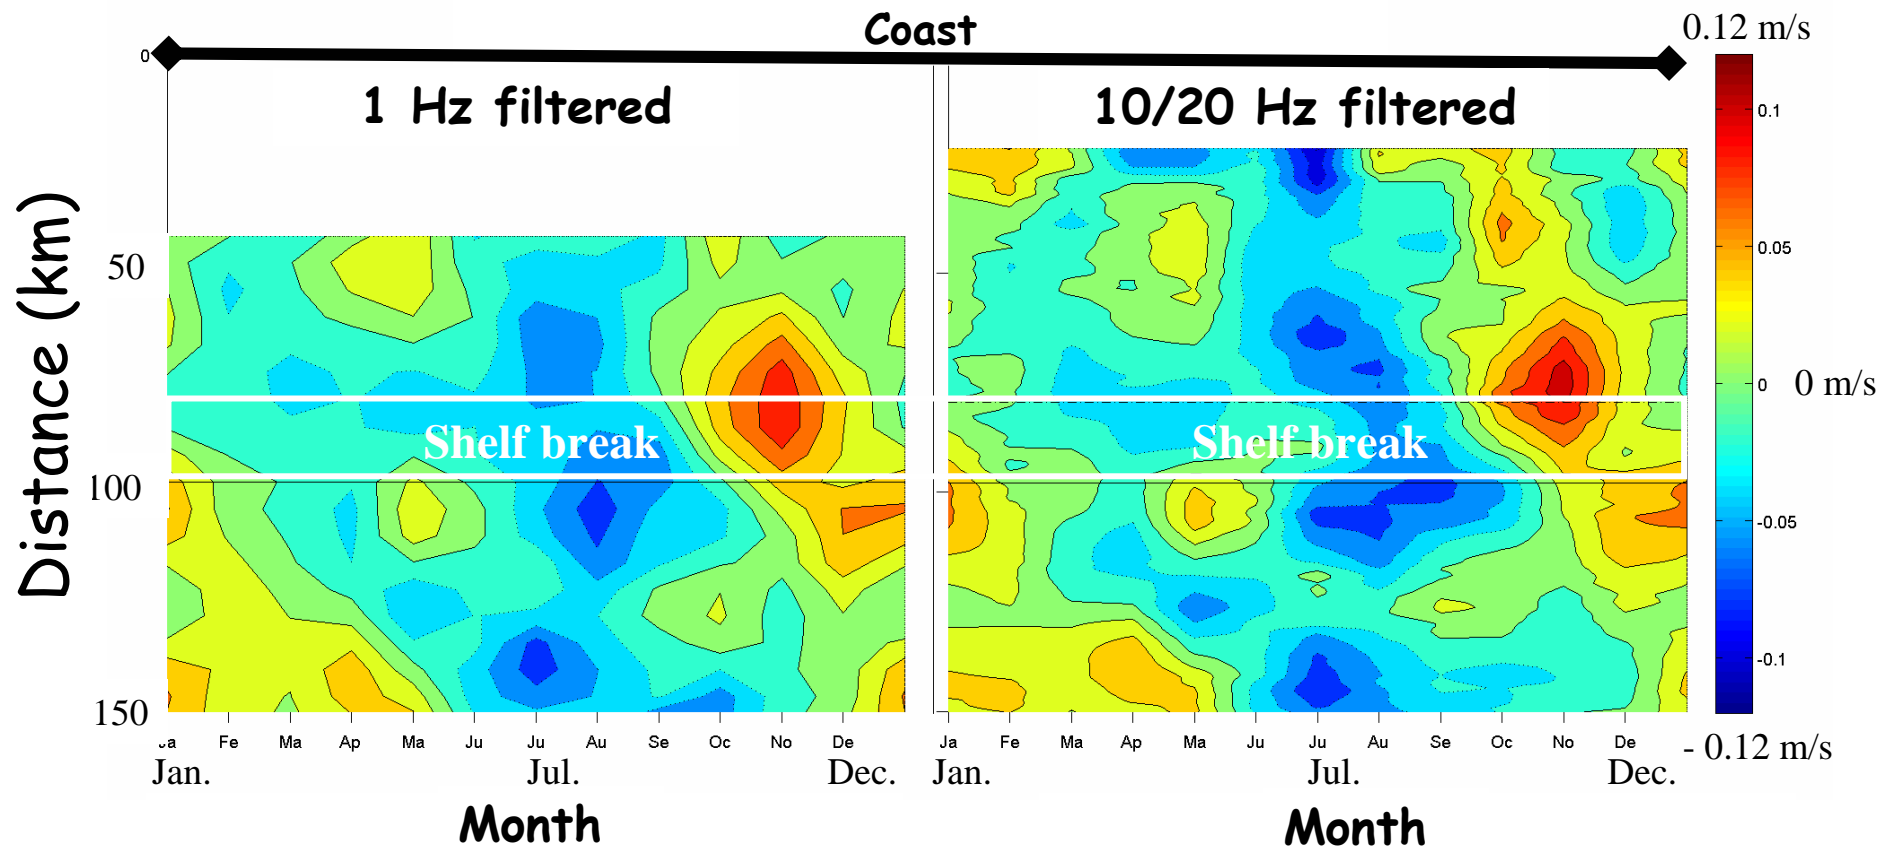 Coast
0.12 m/s
0
1 Hz filtered
10/20 Hz filtered
0.1
0.05
0
0 m/s
-0.05
-0.1
- 0.12 m/s
Distance (km)
50
100
150
Shelf break
Shelf break
Ja Fe Ma Ap Ma Ju Ju Au Se Oc No De
Ja Fe Ma Ap Ma Ju Ju Au Se Oc No De
Jan. Jul. Dec.
Jan. Jul. Dec.
Month
Month